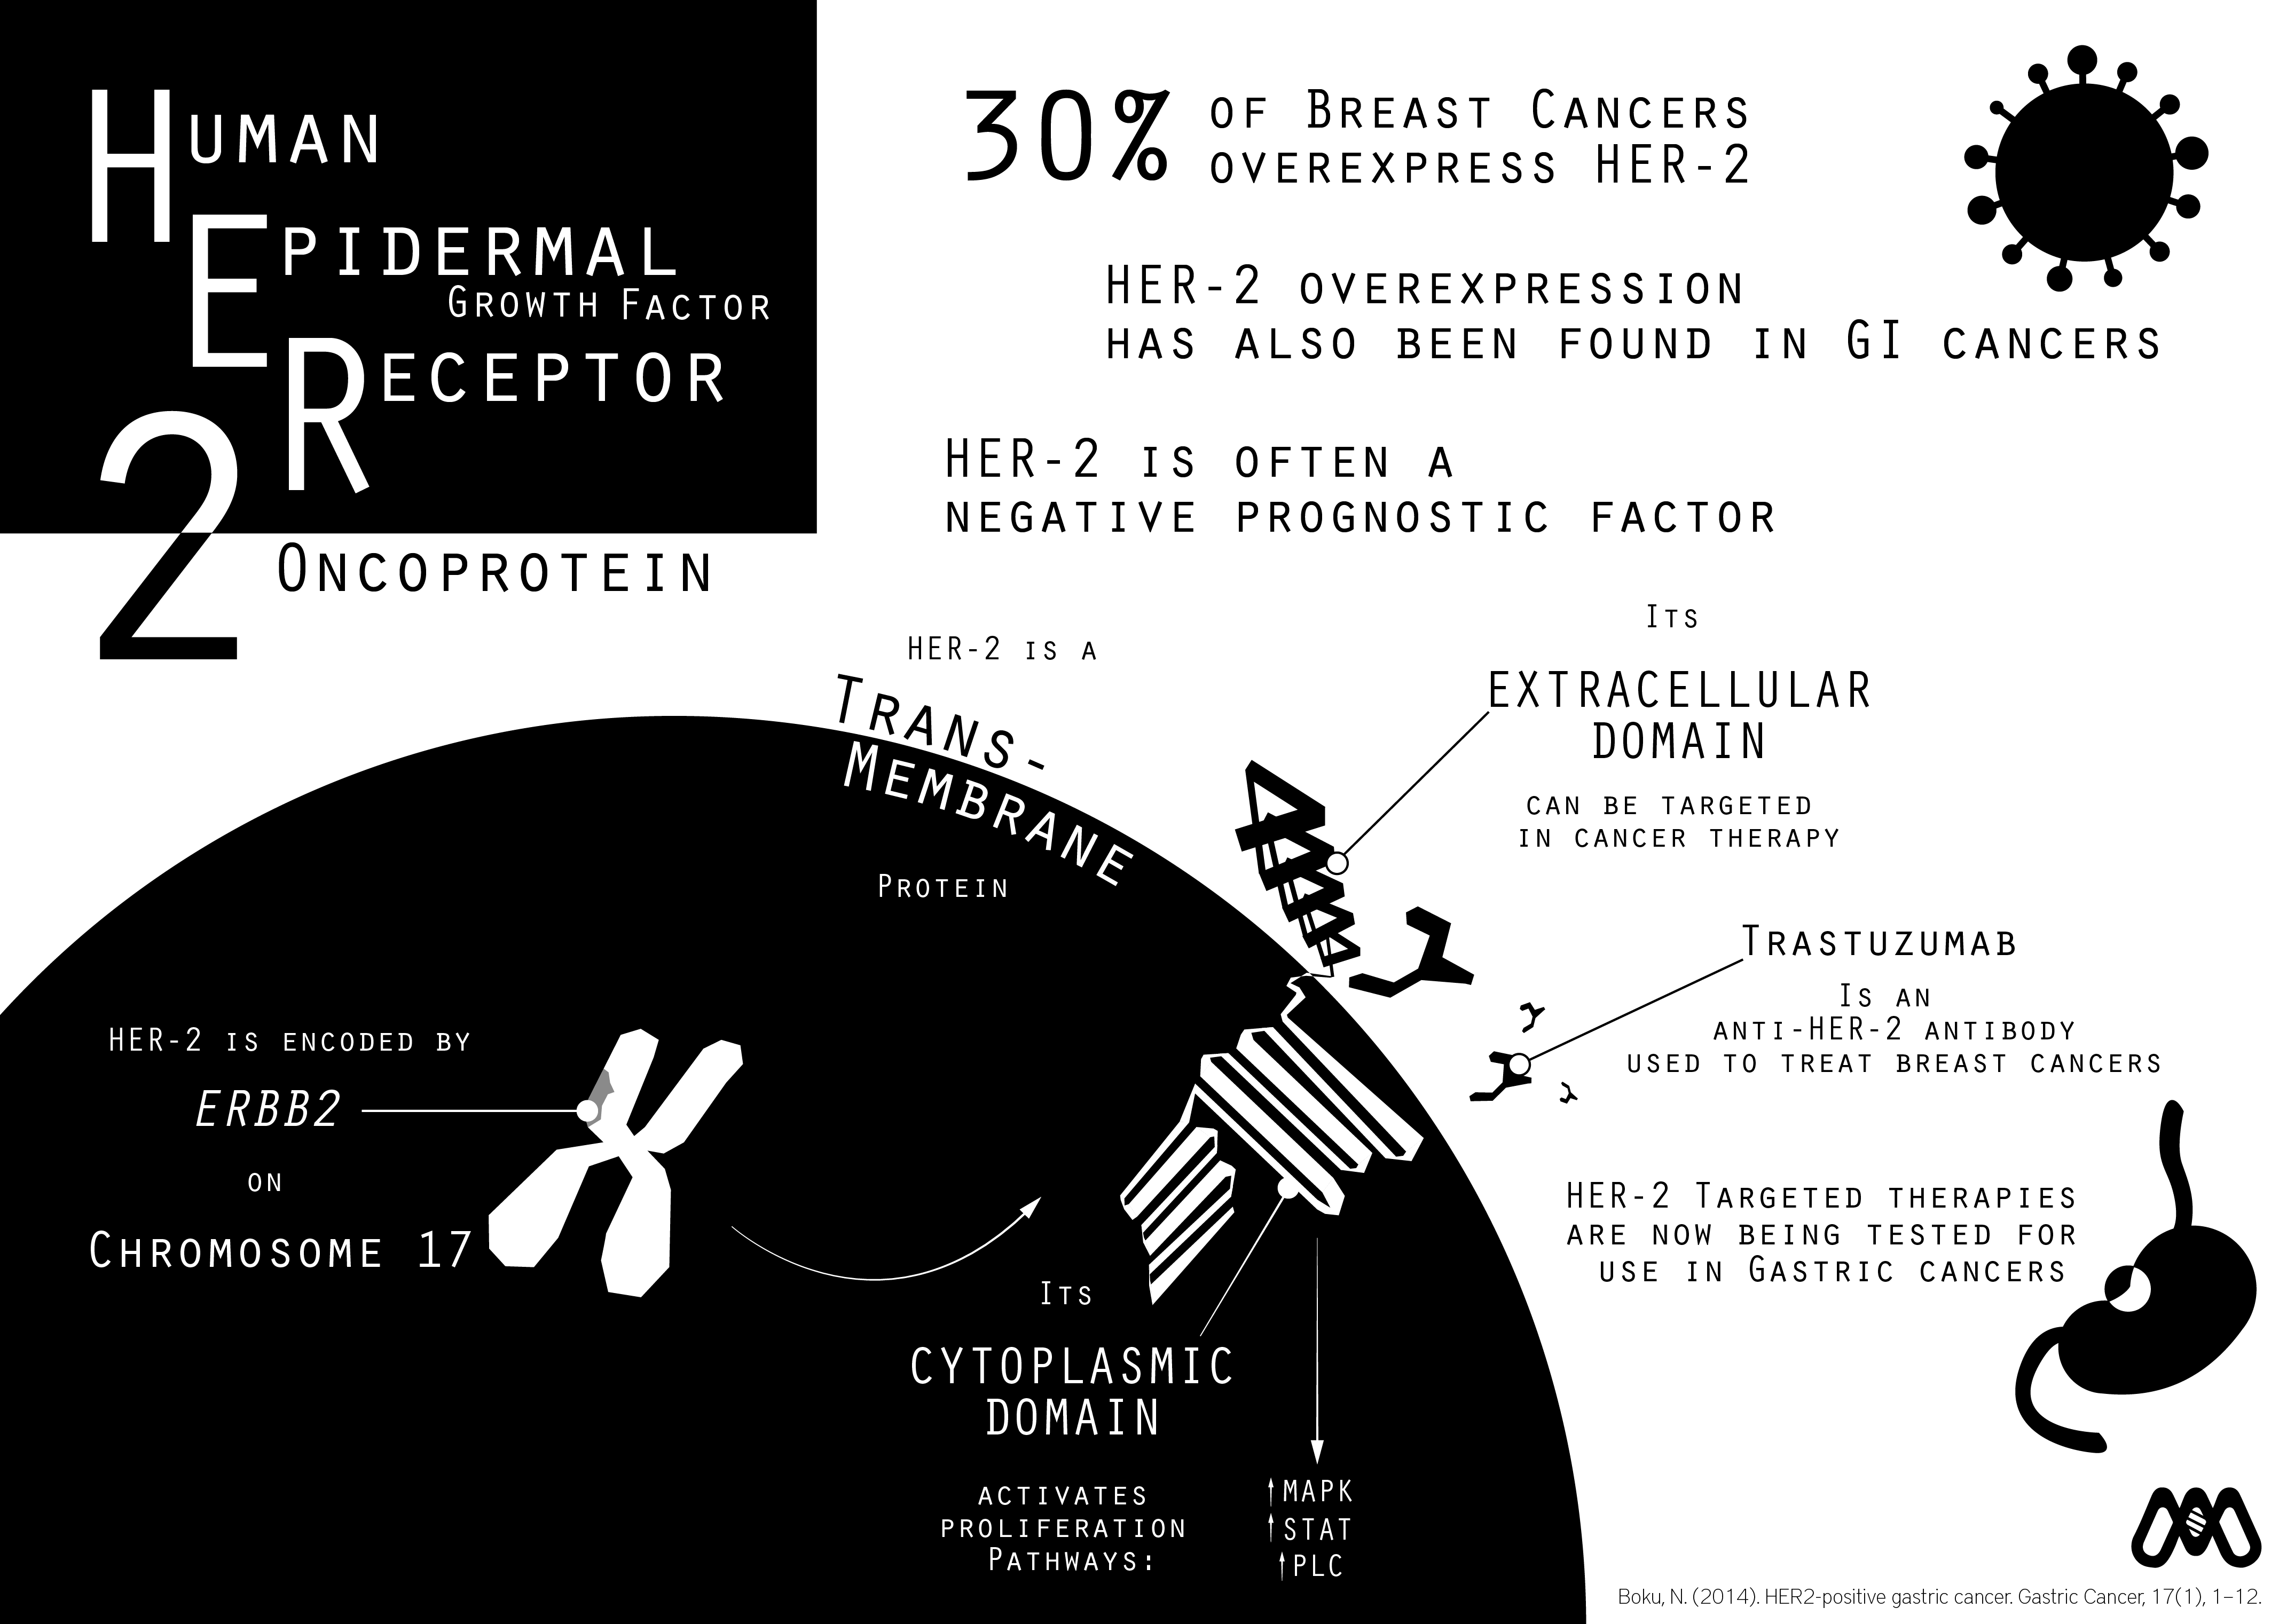 Human
Epidermal
Growth Factor
Receptor
2
Oncoprotein
30% of Breast Cancers
overexpress HER-2
HER-2 overexpression
has also been found in GI cancers
HER-2 is often a
negative prognostic factor
HER-2 is a
Trans-
Membrane
Protein
Its
EXTRACELLULAR
DOMAIN
can be targeted
in cancer therapy
Trastuzumab
Is an
anti-HER-2 antibody
used to treat breast cancers
HER-2 is encoded by
ERBB2
on
Chromosome 17
HER-2 Targeted therapies
are now being tested for
use in Gastric cancers
Its
CYTOPLASMIC
DOMAIN
activates
proliferation
Pathways:
↑MAPK
↑STAT
↑PLC
Boku, N. (2014). HER2-positive gastric cancer. Gastric Cancer, 17(1), 1–12.